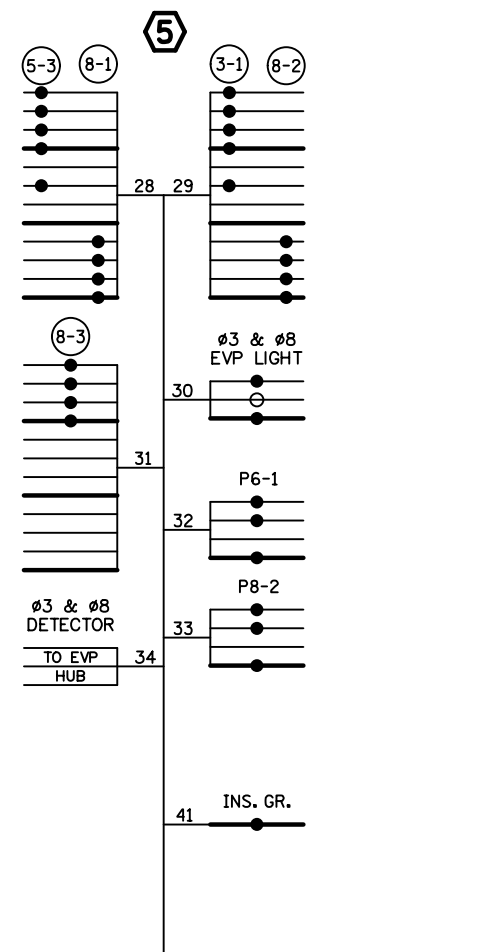 5
5-3 8-1
3-1 8-2
28 29
8-3
ø3 & ø8
EVP LIGHT
30
31
P6-1
32
P8-2
ø3 & ø8
DETECTOR
33
TO EVP
HUB
34
INS. GR.
41